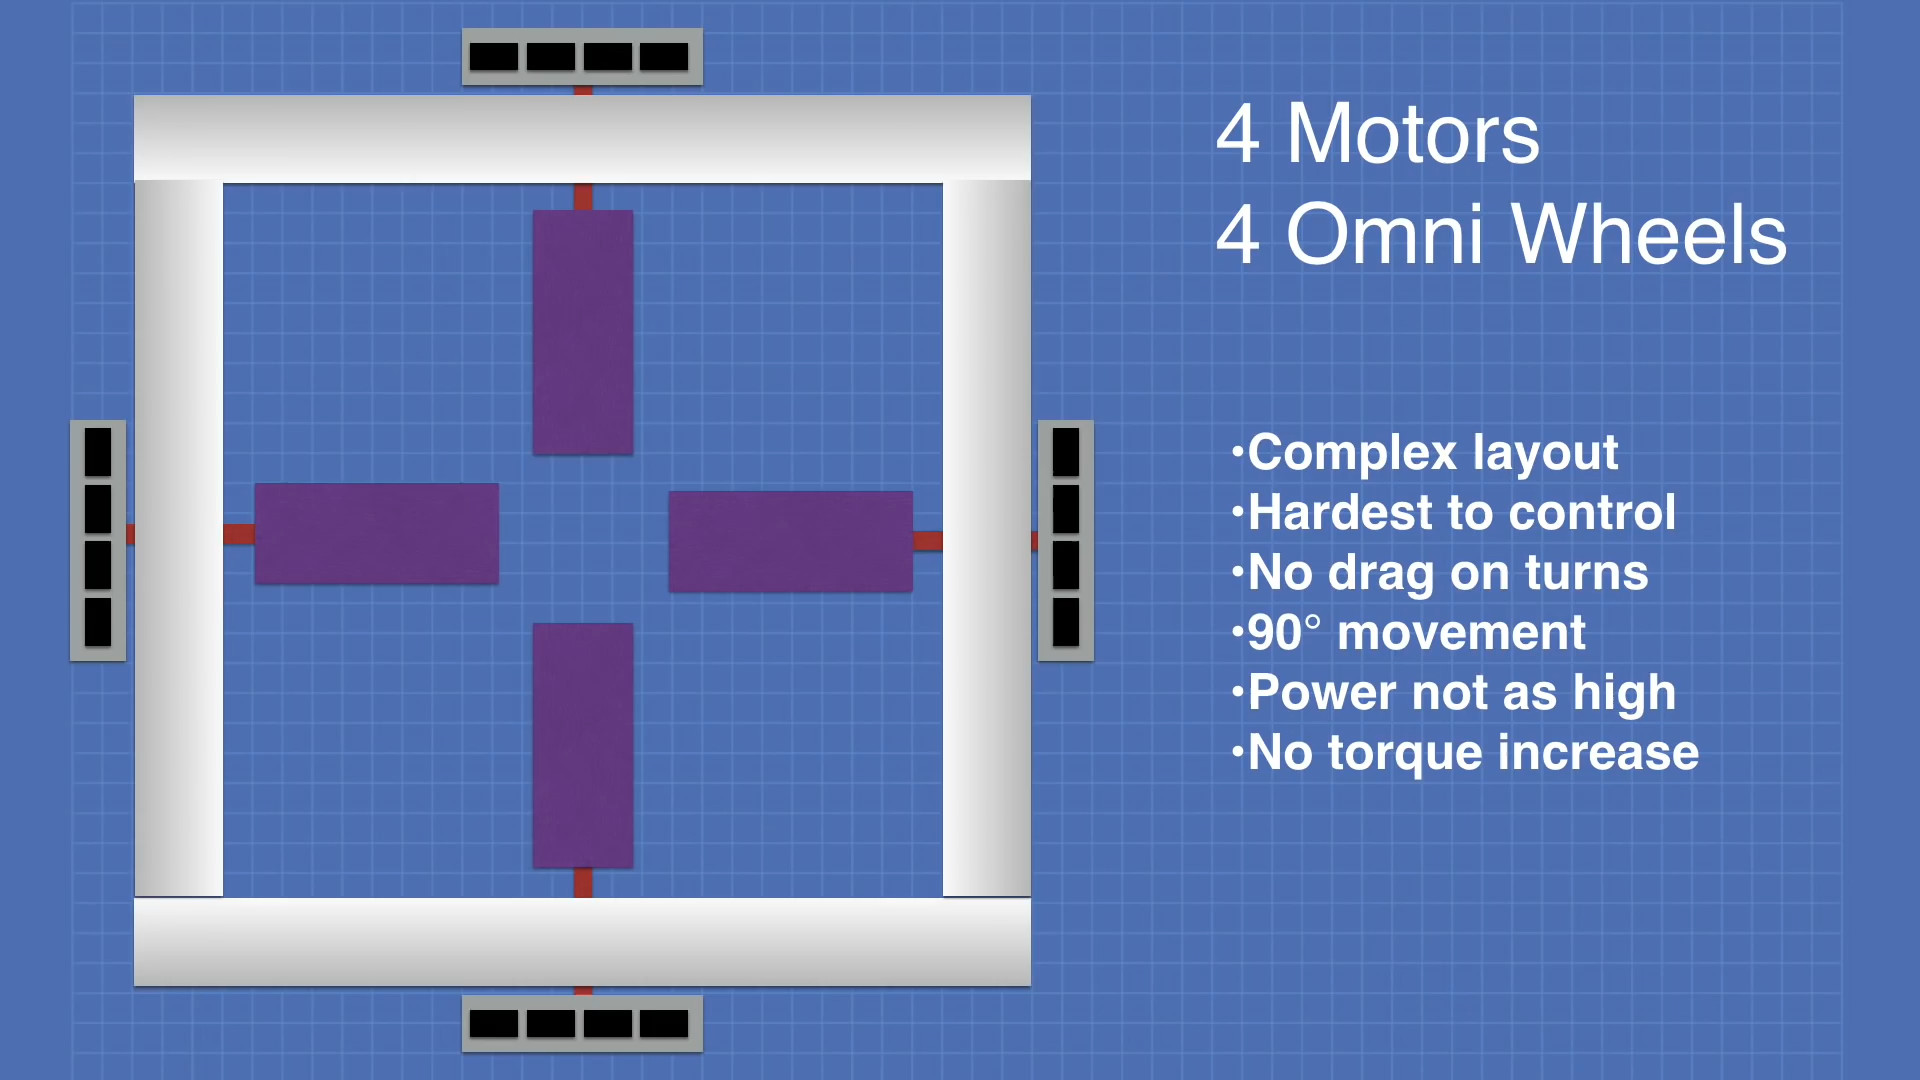 4 Motors
4 Omni Wheels
•Complex layout
•Hardest to control
•No drag on turns
•90° movement
•Power not as high
•No torque increase